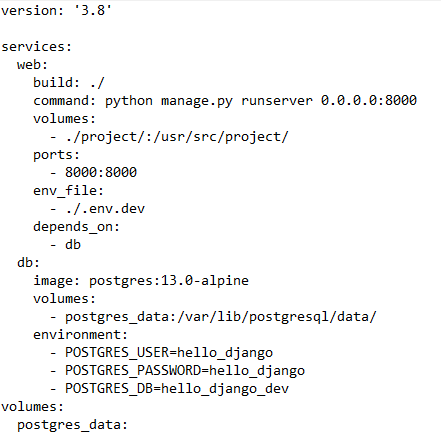 version: '3.8'

services:
  web:
    build: ./
    command: python manage.py runserver 0.0.0.0:8000
    volumes:
      - ./project/:/usr/src/project/
    ports:
      - 8000:8000
    env_file:
      - ./.env.dev
    depends_on:
      - db
  db:
    image: postgres:13.0-alpine
    volumes:
      - postgres_data:/var/lib/postgresql/data/
    environment:
      - POSTGRES_USER=hello_django
      - POSTGRES_PASSWORD=hello_django
      - POSTGRES_DB=hello_django_dev
volumes:
  postgres_data: